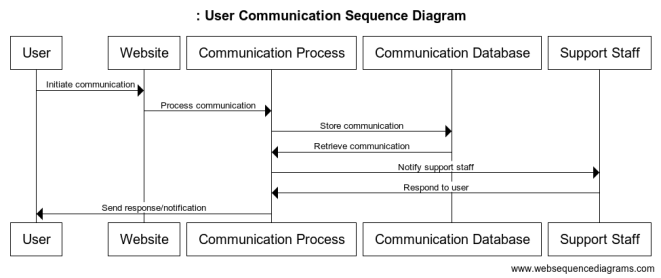 : User Communication Sequence Diagram
User Website Communication Process Communication Database Support Staff
Initiate communication
Process communication
Store communication
Retrieve communication
Notify support staff
Respond to user
Send response/notification
User Website Communication Process Communication Database Support Staff
www.websequencediagrams.com